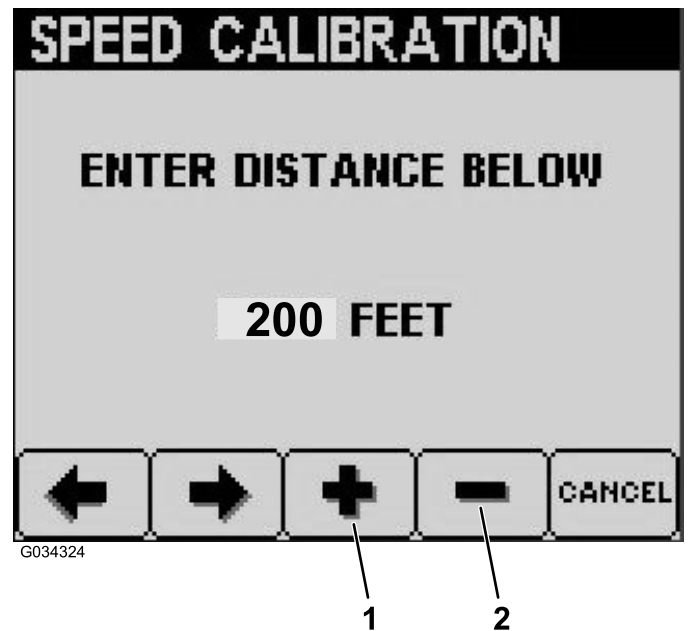 SPEED CALIBRATION
ENTER DISTANCE BELOW
200 FEET
CANCEL
G034324
1 2